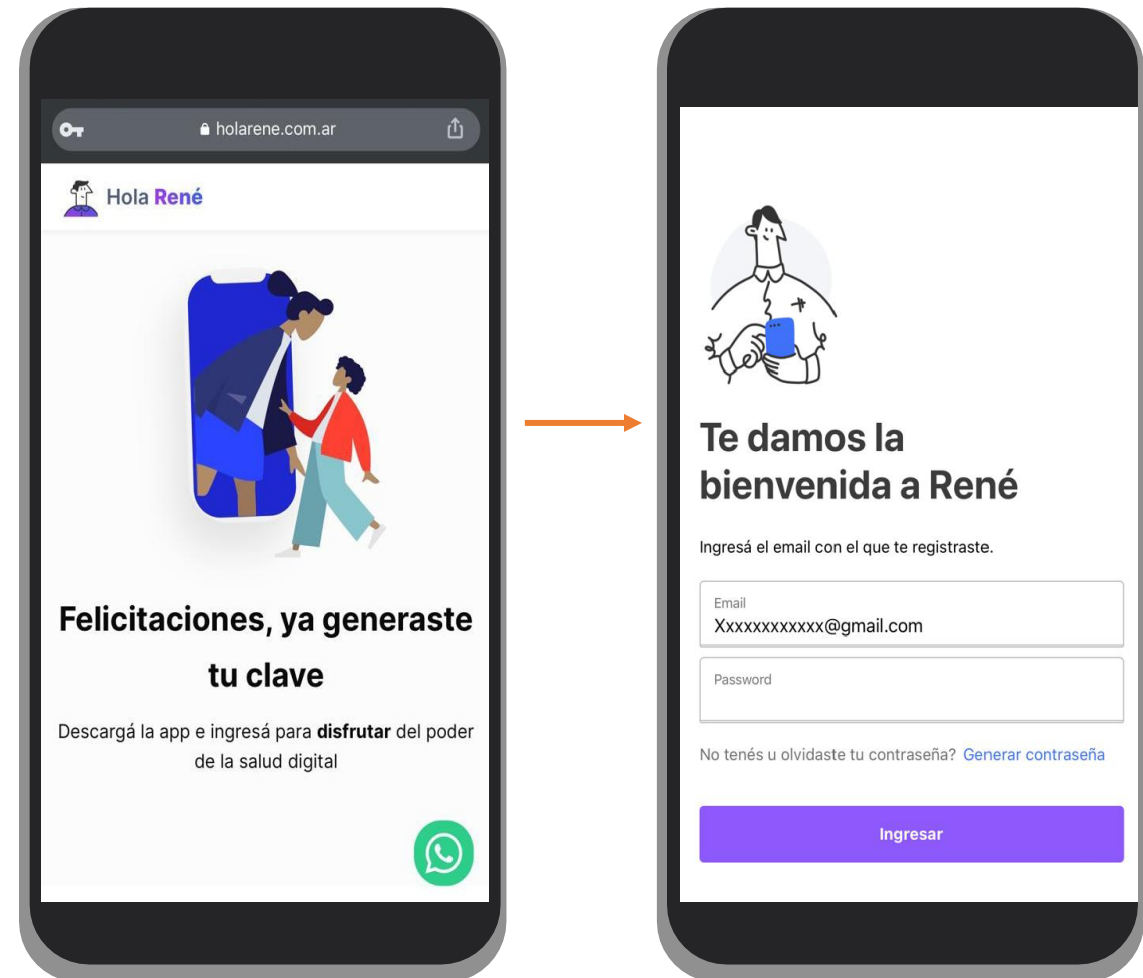 holarene.com.ar
Hola René
Felicitaciones, ya generaste
tu clave
Descargá la app e ingresá para disfrutar del poder
de la salud digital
Te damos la
bienvenida a René
Ingresá el email con el que te registraste.
Email
Xxxxxxxxxxxx@gmail.com
Password
No tenés u olvidaste tu contraseña? Generar contraseña
Ingresar